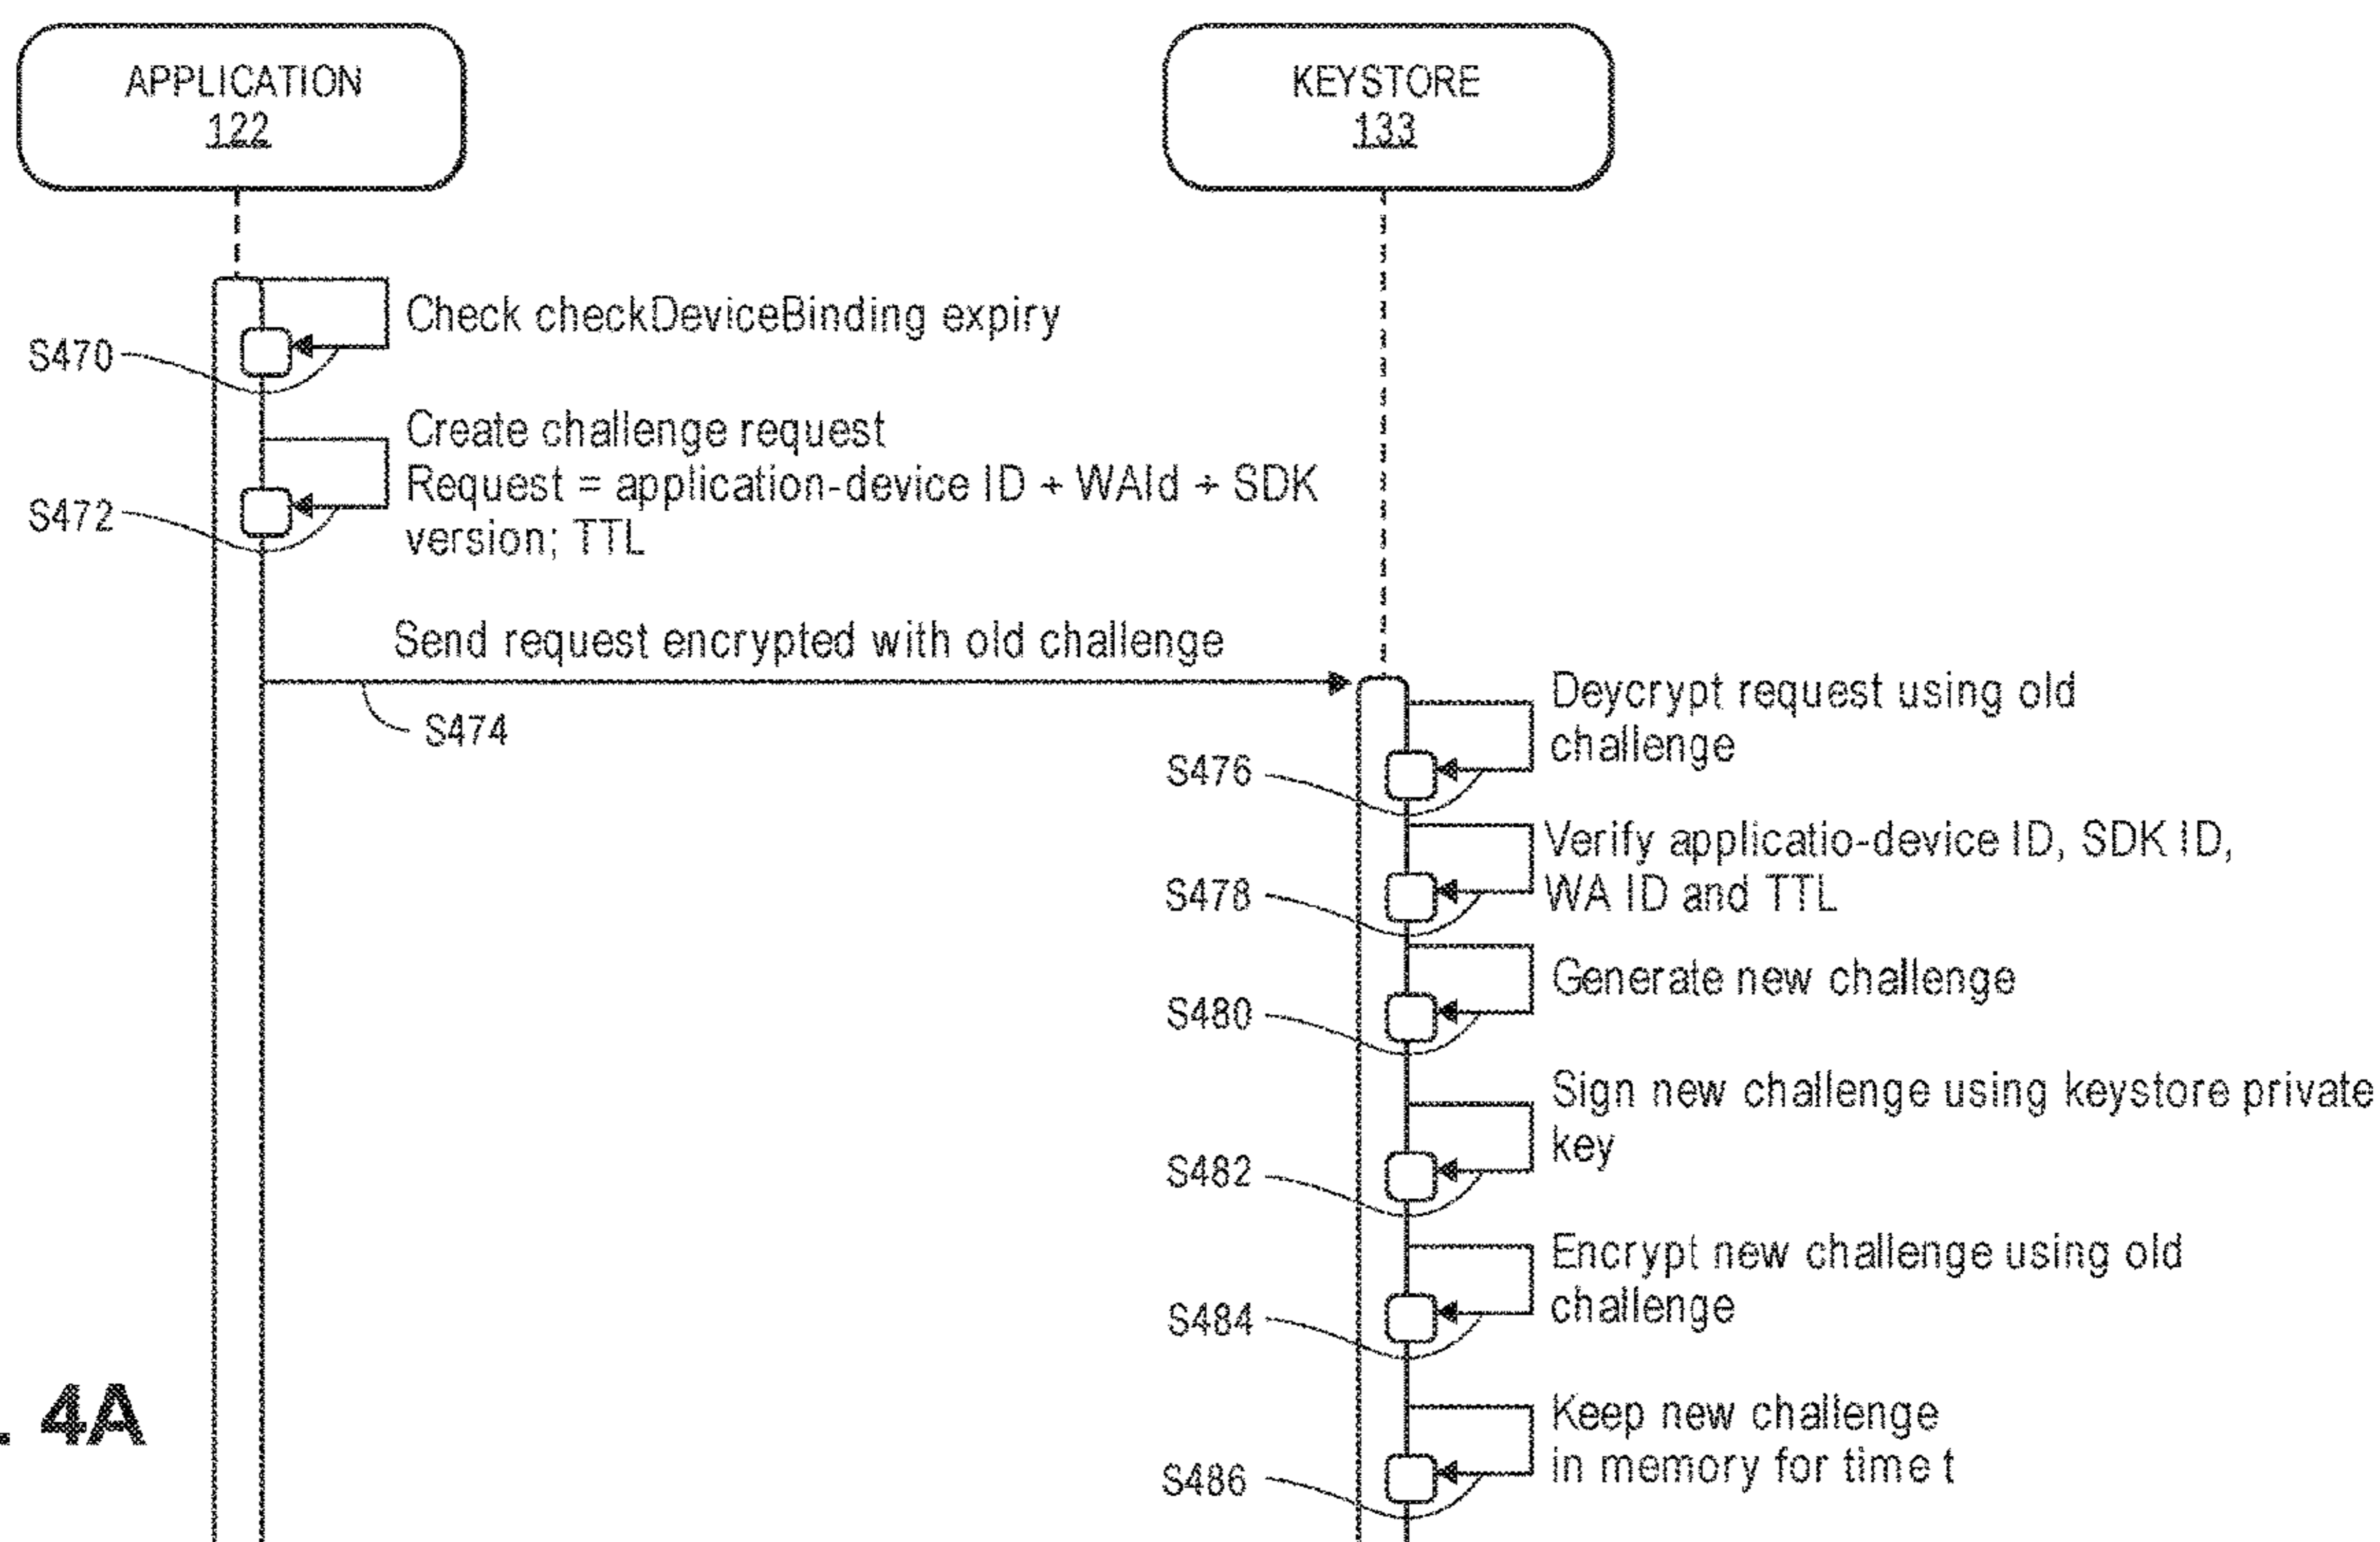 APPLICATION
122
KEYSTORE
133
Check checkDeviceBinding expiry
S470
Create challenge request
Request = application-device ID + WAId + SDK
version; TTL
S472
Send request encrypted with old challenge
S474
Deycrypt request using old
challenge
S476
Verify applicatio-device ID, SDK ID,
WA ID and TTL
S478
Generate new challenge
S480
Sign new challenge using keystore private
key
S482
Encrypt new challenge using old
challenge
S484
Keep new challenge
in memory for time t
S486
. 4A